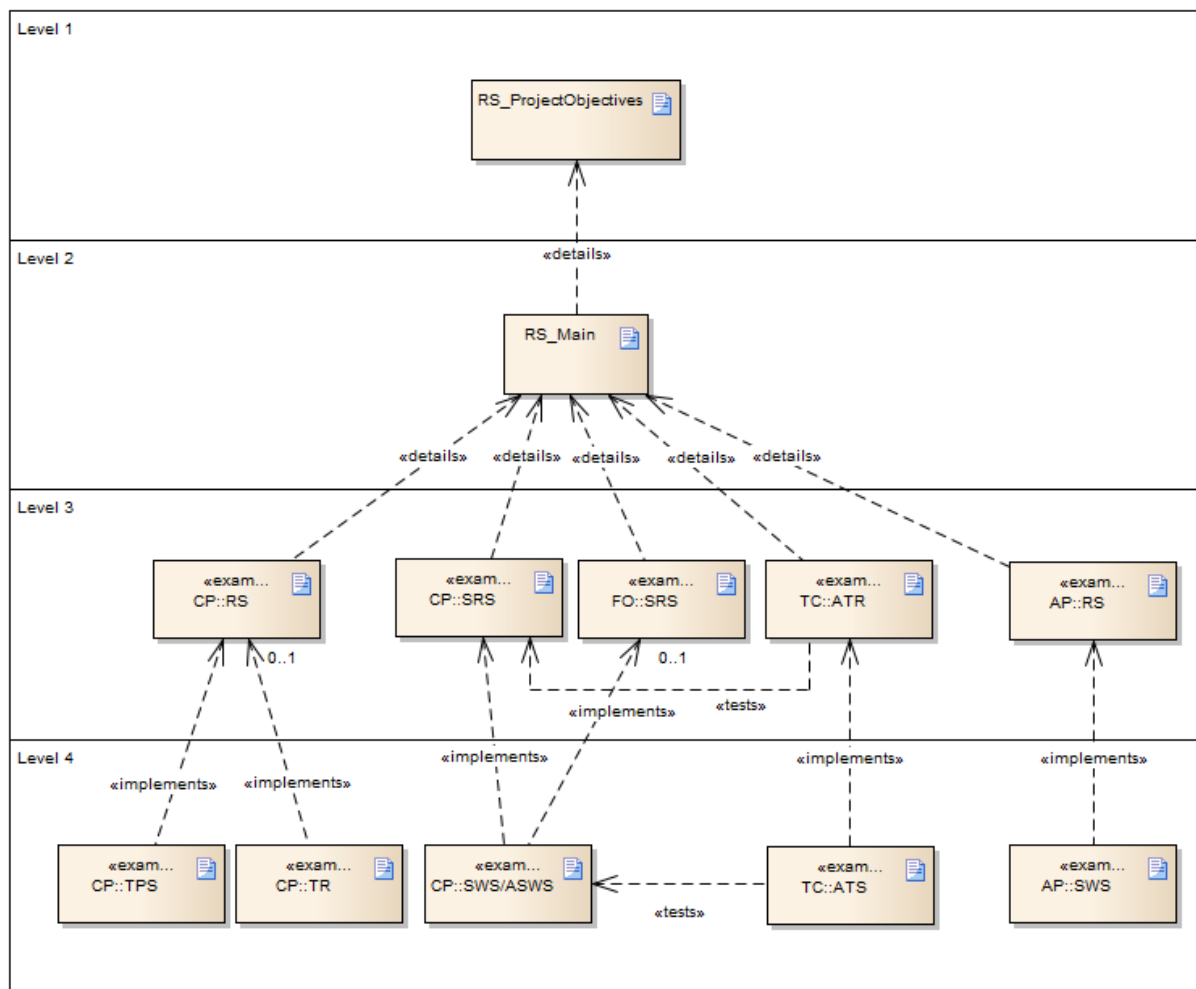 Level 1
RS_ProjectObjectives
Level 2
«details»
RS_Main
«details»
«details»
«details»
«details»
«details»
Level 3
«exam...
CP::RS
«exam...
CP::SRS
«exam...
FO::SRS
«exam...
TC::ATR
«exam...
AP::RS
0..1
0..1
«implements»
«tests»
Level 4
«implements»
«implements»
«implements»
«implements»
«implements»
«exam...
CP::TPS
«exam...
CP::TR
«exam...
CP::SWS/ASWS
«exam...
TC::ATS
«exam...
AP::SWS
«tests»